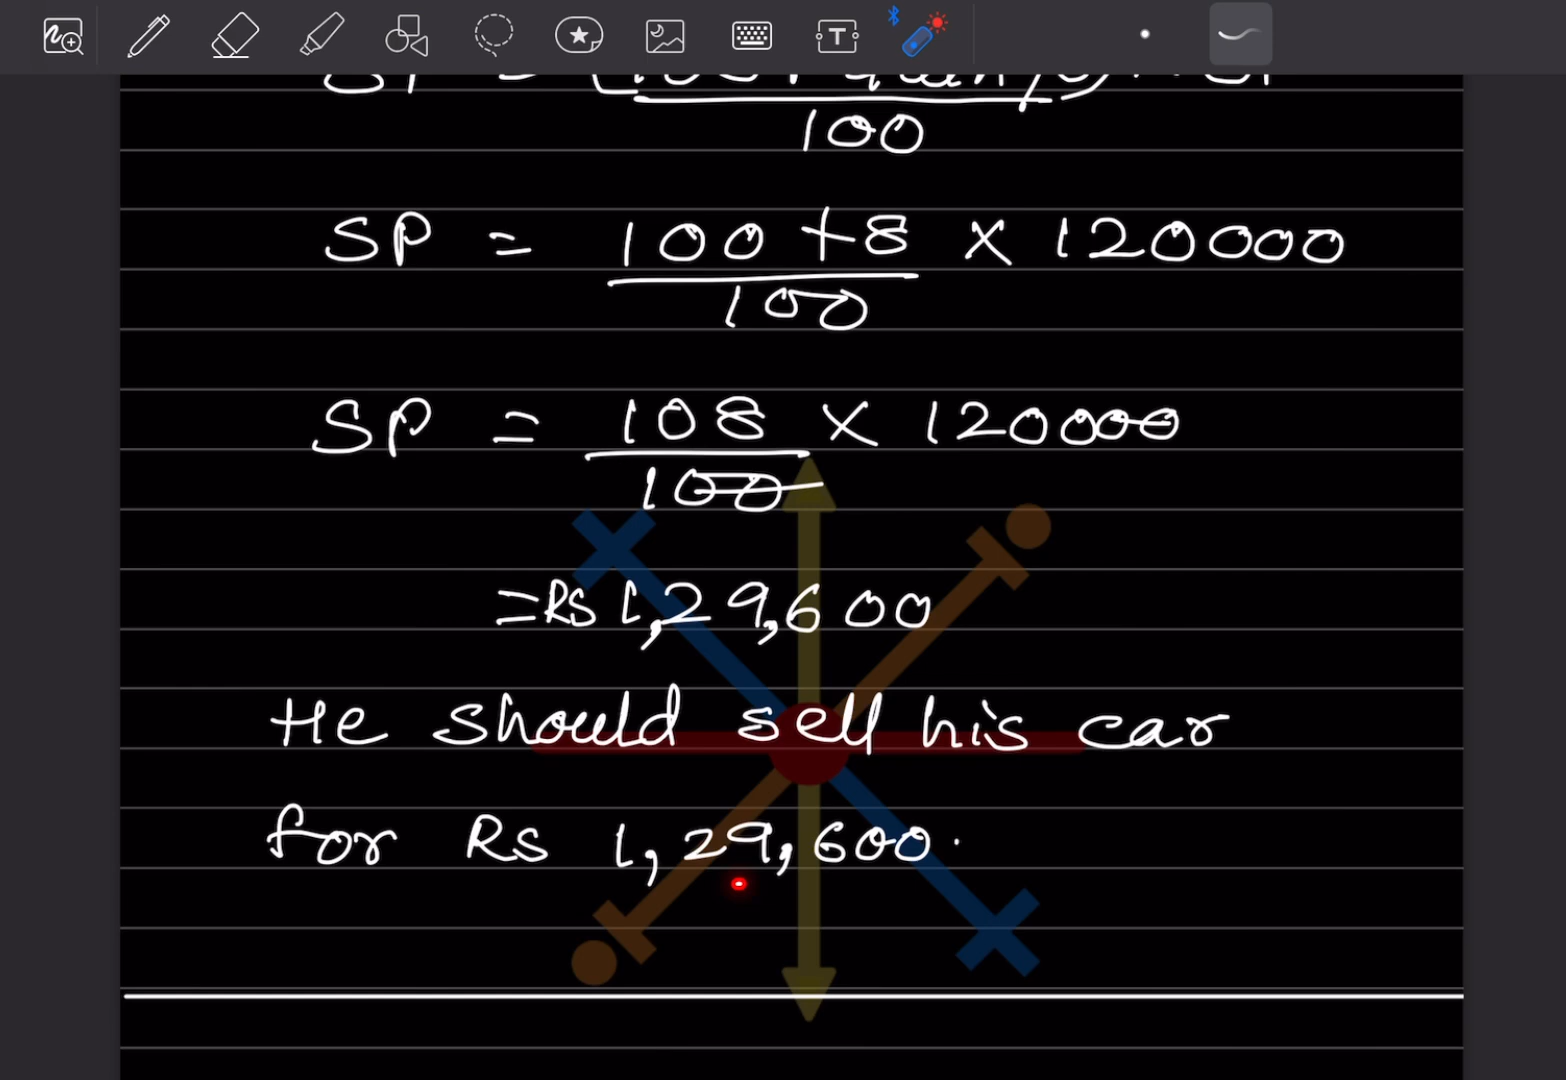 100
SP = 100 + 8 × 120000
100
SP = 108 × 120000
100
= Rs 1,29,600
He should sell his car
for Rs 1,29,600.